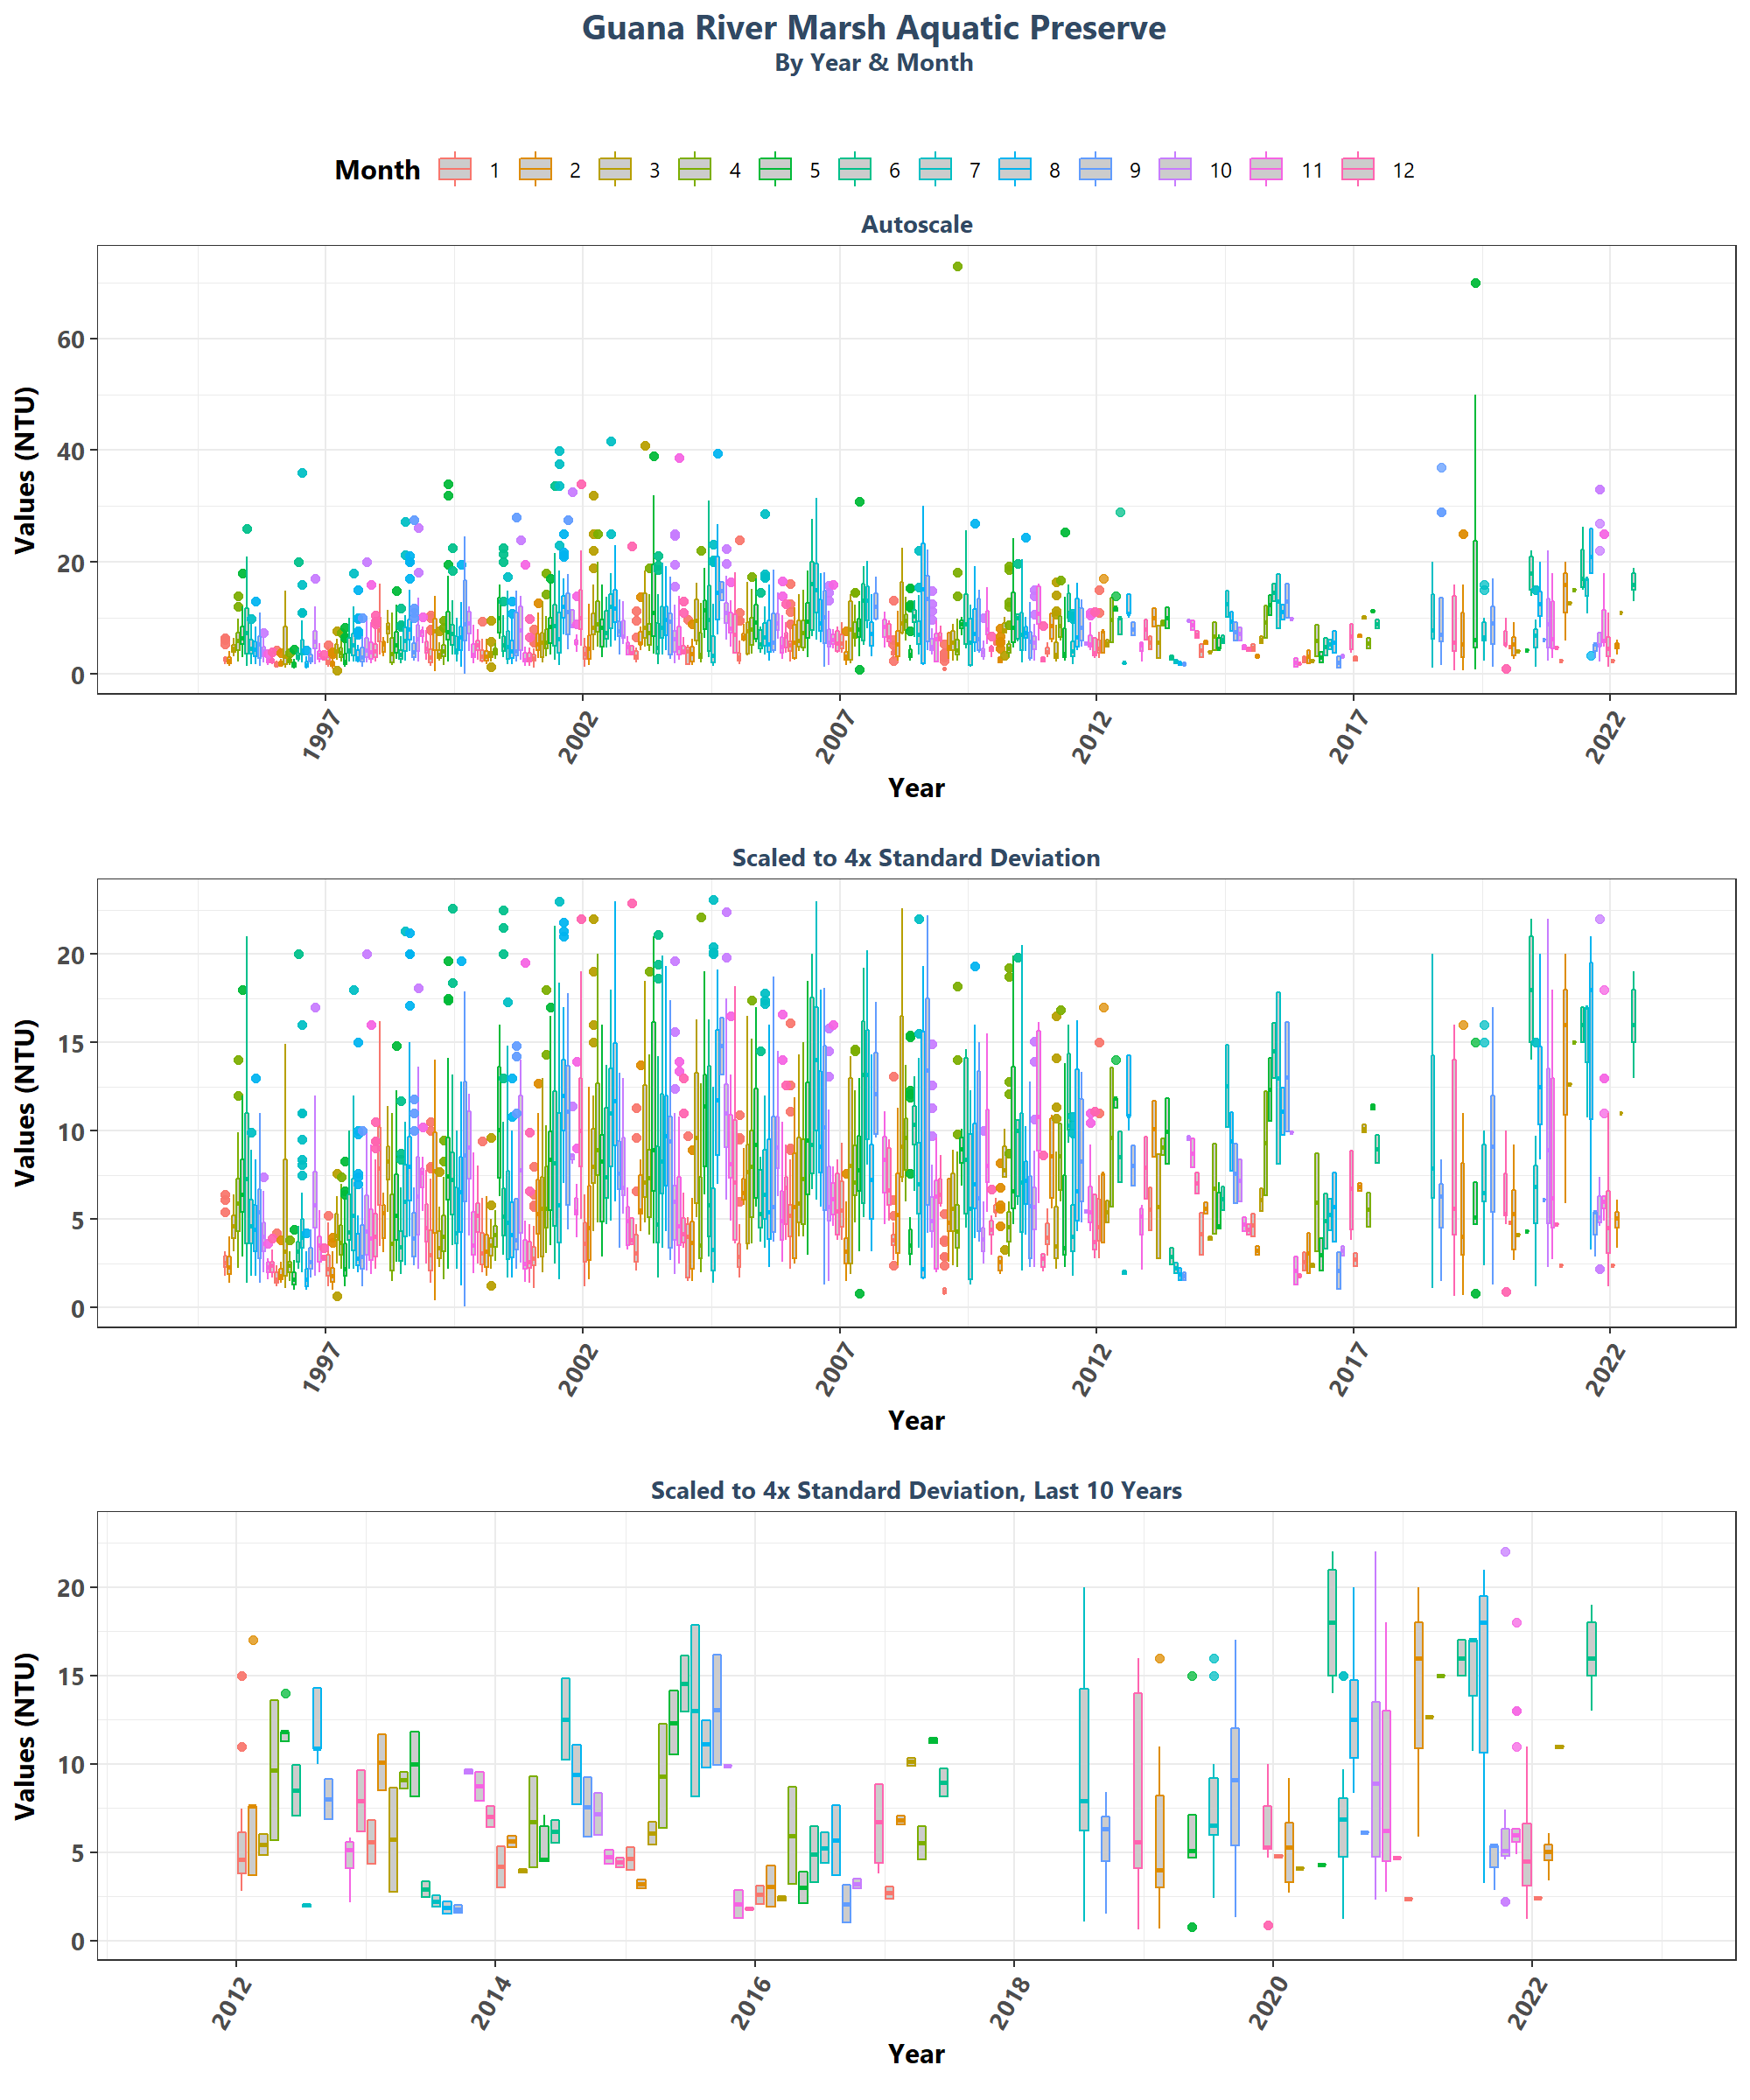 Guana River Marsh Aquatic Preserve
By Year & Month
Month 1 2 3 4 5 6 7 8 9 10 11 12
Autoscale
Values (NTU)
60
40
20
0
1997 2002 2007 2012 2017 2022
Year
Scaled to 4x Standard Deviation
Values (NTU)
20
15
10
5
0
1997 2002 2007 2012 2017 2022
Year
Scaled to 4x Standard Deviation, Last 10 Years
Values (NTU)
20
15
10
5
0
2012 2014 2016 2018 2020 2022
Year